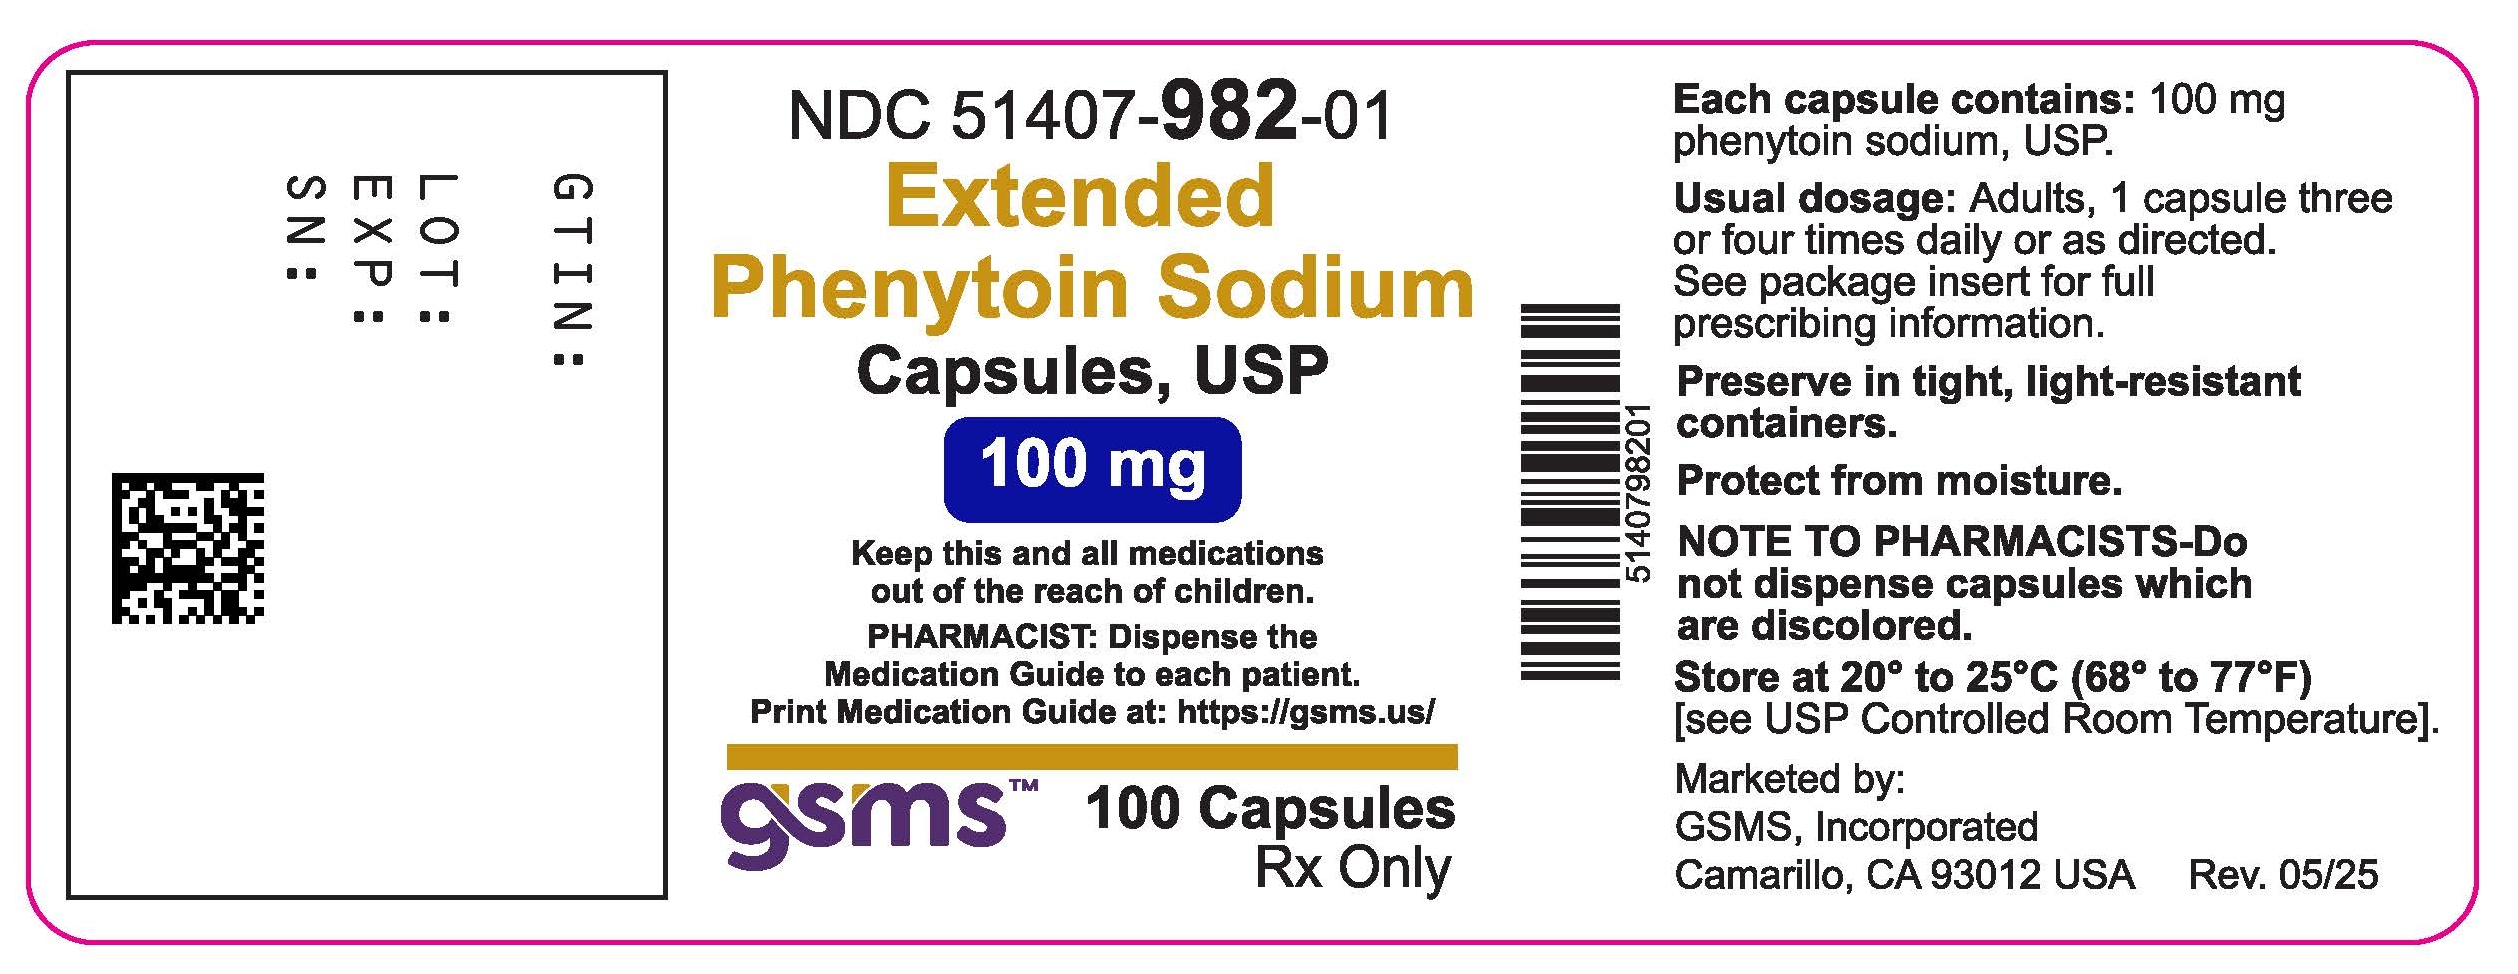 GTIN:
LOT:
EXP:
SN:
NDC 51407-982-01
Extended
Phenytoin Sodium
Capsules, USP
100 mg
Keep this and all medications
out of the reach of children.
PHARMACIST: Dispense the
Medication Guide to each patient.
Print Medication Guide at: https://gsms.us/
gsms™
100 Capsules
Rx Only
5140798201
Each capsule contains: 100 mg
phenytoin sodium, USP.
Usual dosage: Adults, 1 capsule three
or four times daily or as directed.
See package insert for full
prescribing information.
Preserve in tight, light-resistant
containers.
Protect from moisture.
NOTE TO PHARMACISTS-Do
not dispense capsules which
are discolored.
Store at 20° to 25°C (68° to 77°F)
[see USP Controlled Room Temperature].
Marketed by:
GSMS, Incorporated
Camarillo, CA 93012 USA Rev. 05/25